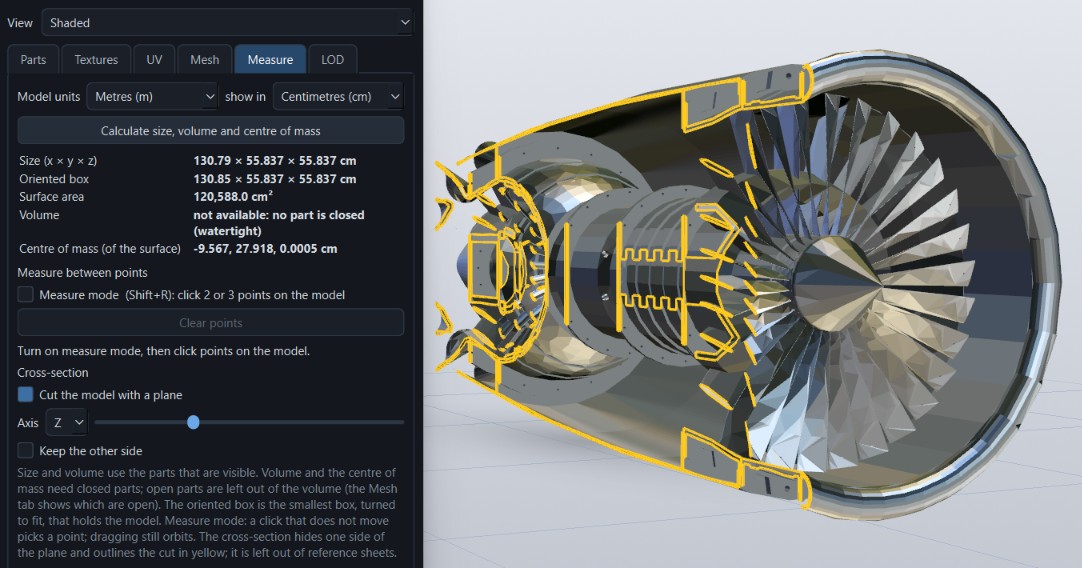 View Shaded
Parts Textures UV Mesh Measure LOD
Model units Metres (m) show in Centimetres (cm)
Calculate size, volume and centre of mass
Size (x × y × z) 130.79 × 55.837 × 55.837 cm
Oriented box 130.85 × 55.837 × 55.837 cm
Surface area 120,588.0 cm²
Volume not available: no part is closed
(watertight)
Centre of mass (of the surface) -9.567, 27.918, 0.0005 cm
Measure between points
Measure mode (Shift+R): click 2 or 3 points on the model
Clear points
Turn on measure mode, then click points on the model.
Cross-section
Cut the model with a plane
Axis Z
Keep the other side
Size and volume use the parts that are visible. Volume and the centre of
mass need closed parts; open parts are left out of the volume (the Mesh
tab shows which are open). The oriented box is the smallest box, turned
to fit, that holds the model. Measure mode: a click that does not move
picks a point; dragging still orbits. The cross-section hides one side of
the plane and outlines the cut in yellow; it is left out of reference sheets.